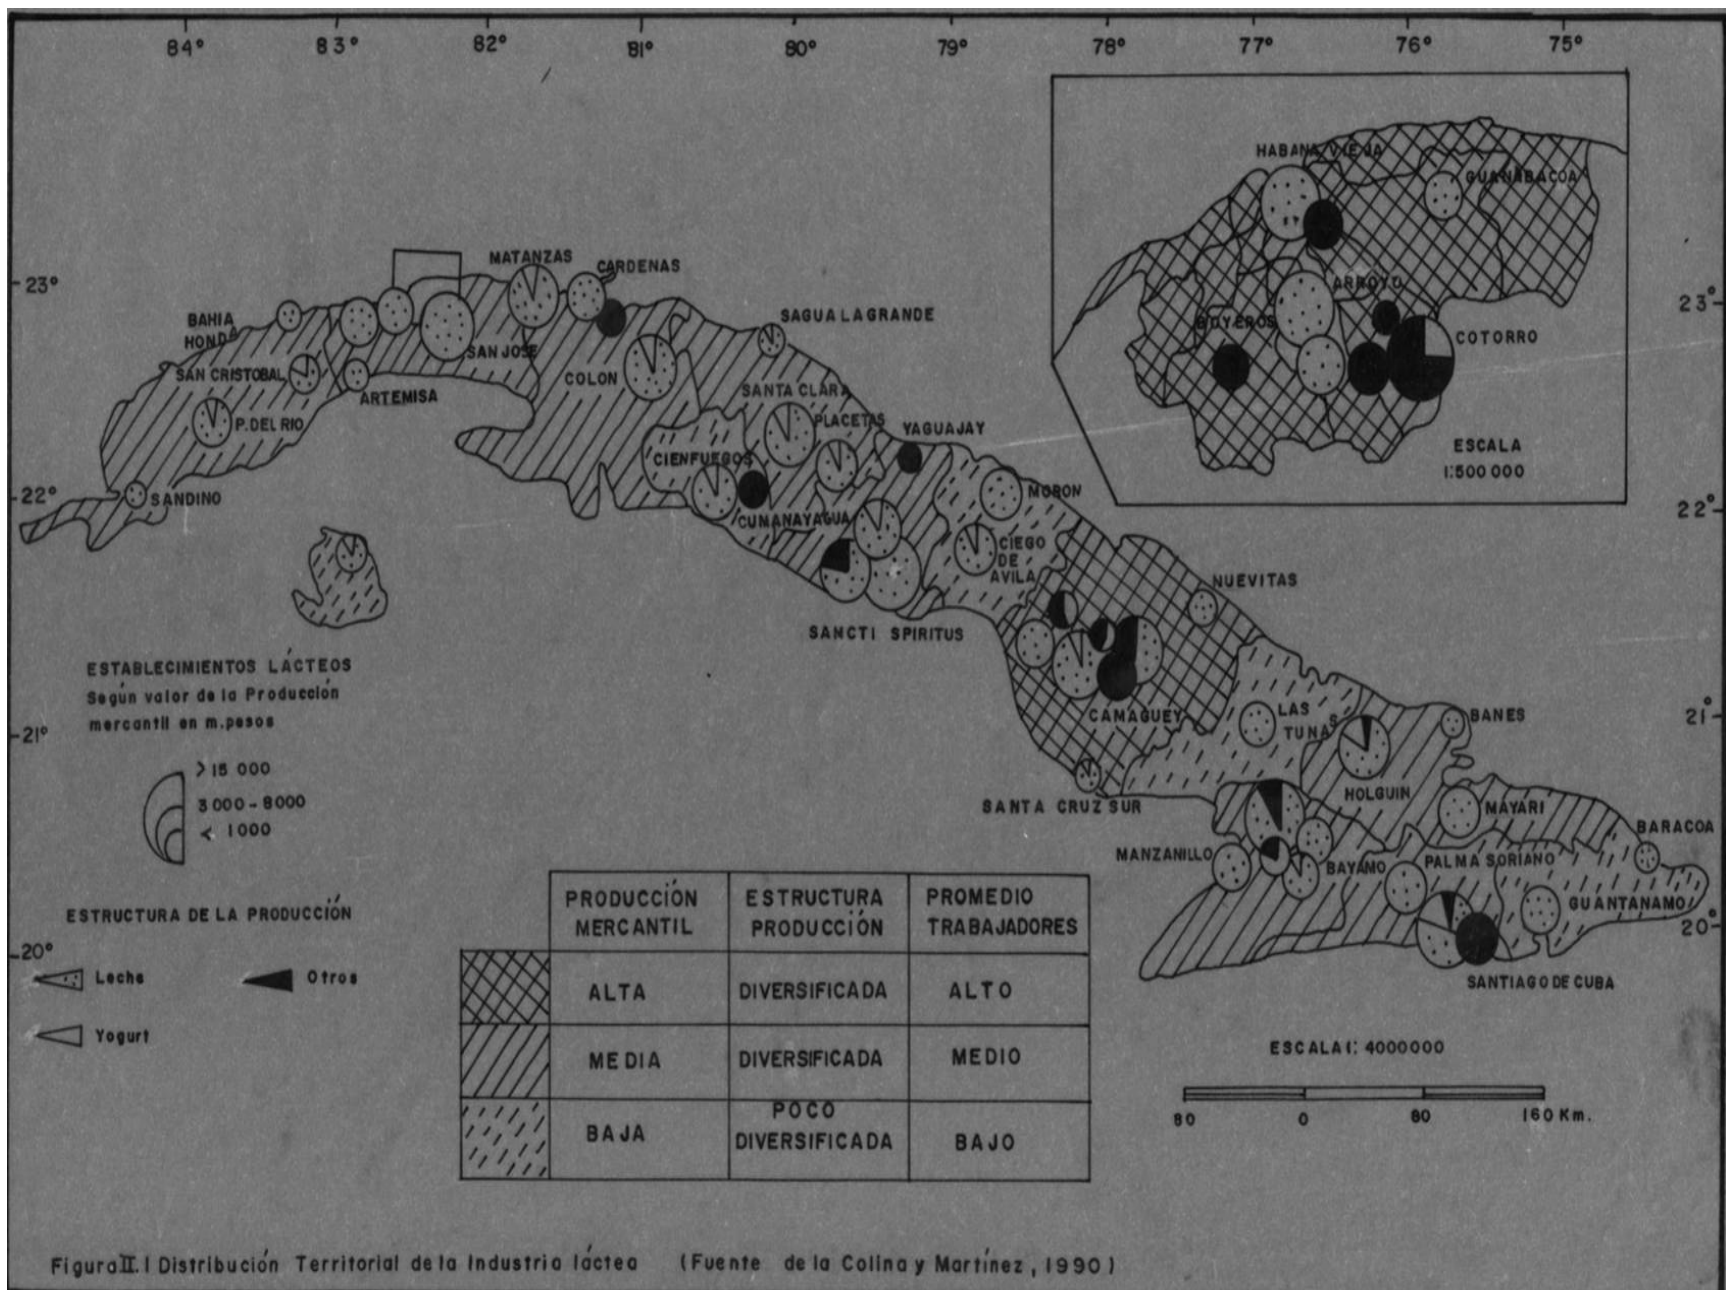 84° 83° 82° 81° 80° 79° 78° 77° 76° 75°
HABANA VIEJA
GUANABACOA
ARROYO
BOYEROS
COTORRO
ESCALA
1:500 000
23°
23°
22°
22°
21°
21°
20°
20°
MATANZAS
CARDENAS
BAHIA
HONDA
SAGUA LA GRANDE
SAN JOSE
SAN CRISTOBAL
COLON
ARTEMISA
SANTA CLARA
P. DEL RIO
PLACETAS
YAGUAJAY
CIENFUEGOS
SANDINO
MORON
CUMANAYAGUA
CIEGO
DE
AVILA
NUEVITAS
SANCTI SPIRITUS
CAMAGUEY
LAS
TUNAS
BANES
HOLGUIN
SANTA CRUZ SUR
MAYARI
BARACOA
MANZANILLO
BAYAMO
PALMA SORIANO
GUANTANAMO
SANTIAGO DE CUBA
ESTABLECIMIENTOS LÁCTEOS
Según valor de la Producción
mercantil en m.pesos
> 15 000
3 000 - 8000
< 1000
ESTRUCTURA DE LA PRODUCCIÓN
Leche
Otros
Yogurt
PRODUCCIÓN
MERCANTIL
ESTRUCTURA
PRODUCCIÓN
PROMEDIO
TRABAJADORES
ALTA DIVERSIFICADA ALTO
MEDIA DIVERSIFICADA MEDIO
BAJA POCO
DIVERSIFICADA BAJO
ESCALA 1: 4000000
80 0 80 160 Km.
Figura II.1 Distribución Territorial de la Industria láctea (Fuente de la Colina y Martínez, 1990)